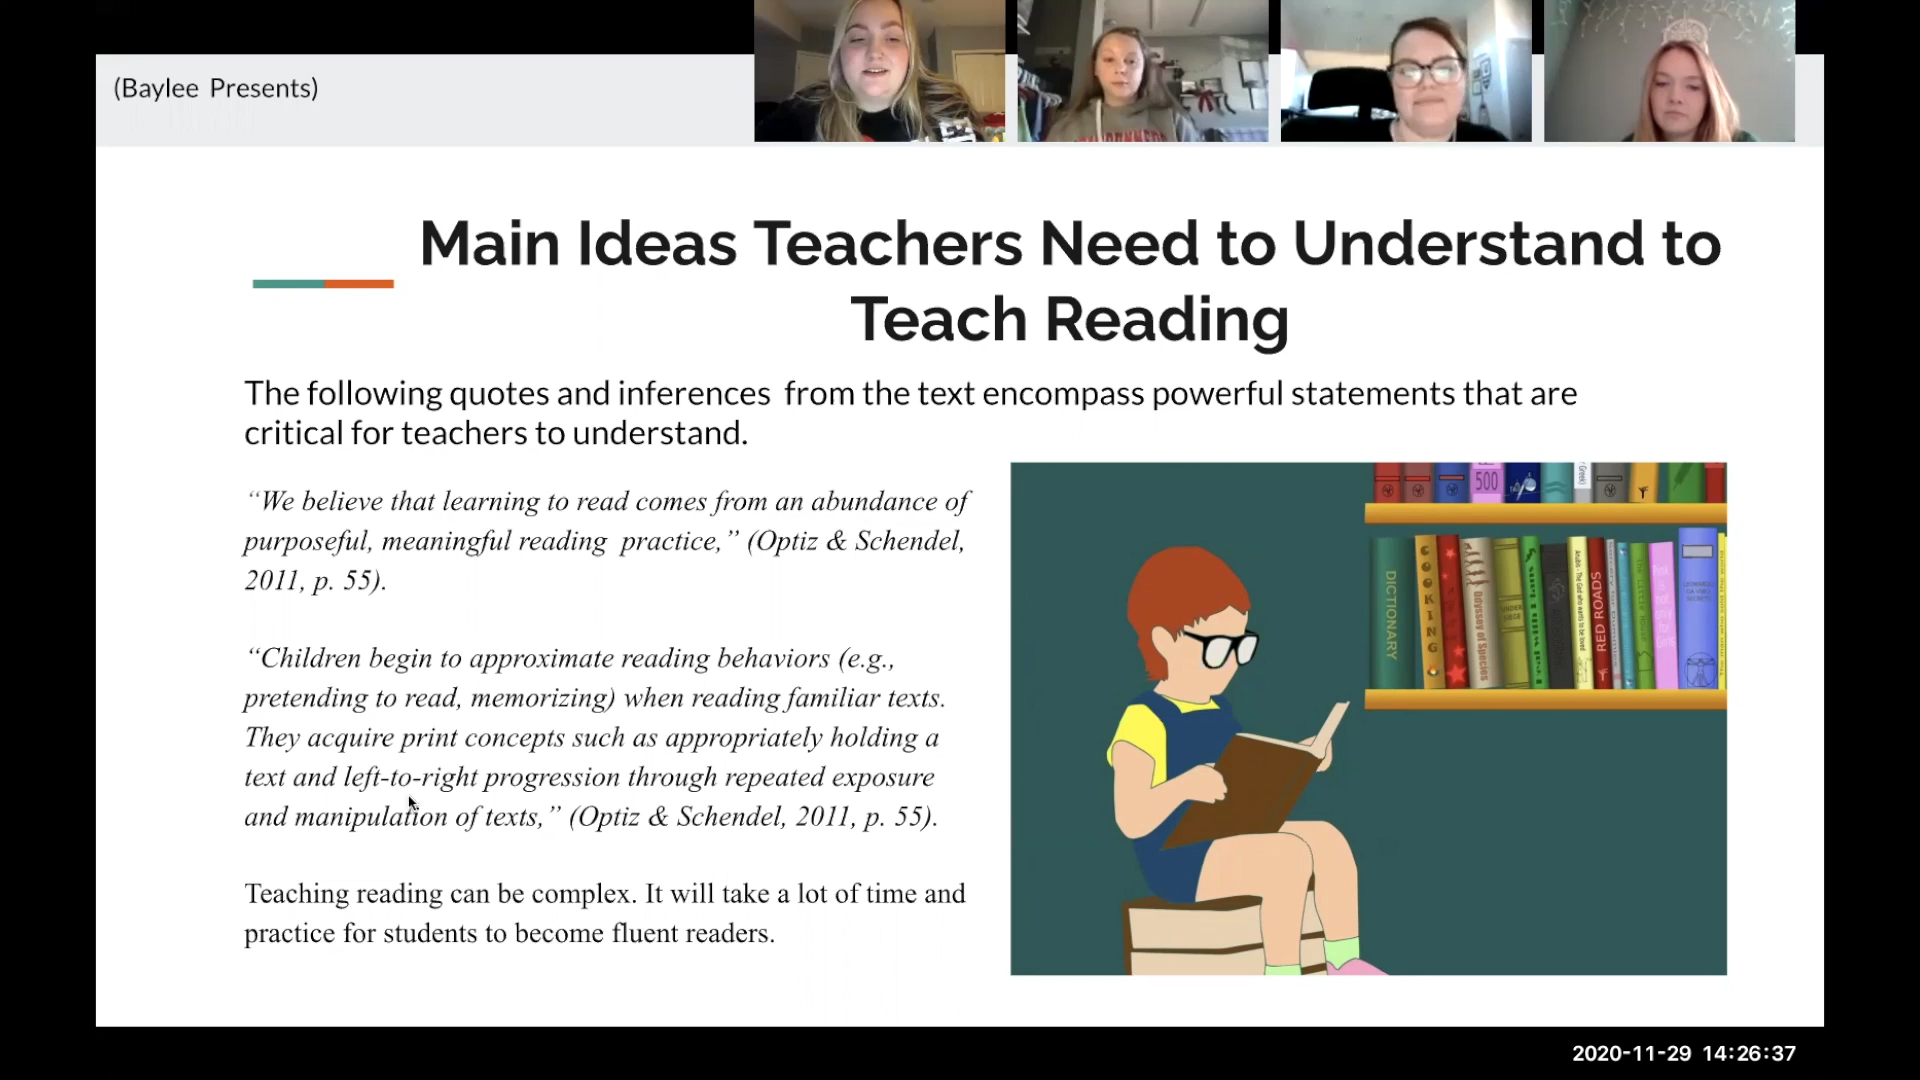 (Baylee Presents)
Main Ideas Teachers Need to Understand to
Teach Reading
The following quotes and inferences from the text encompass powerful statements that are
critical for teachers to understand.
“We believe that learning to read comes from an abundance of
purposeful, meaningful reading practice,” (Optiz & Schendel,
2011, p. 55).
“Children begin to approximate reading behaviors (e.g.,
pretending to read, memorizing) when reading familiar texts.
They acquire print concepts such as appropriately holding a
text and left-to-right progression through repeated exposure
and manipulation of texts,” (Optiz & Schendel, 2011, p. 55).
Teaching reading can be complex. It will take a lot of time and
practice for students to become fluent readers.
500
DICTIONARY
COOKING
Odyssey of Species
UNDER
SIEGE
RED ROADS
2020-11-29 14:26:37